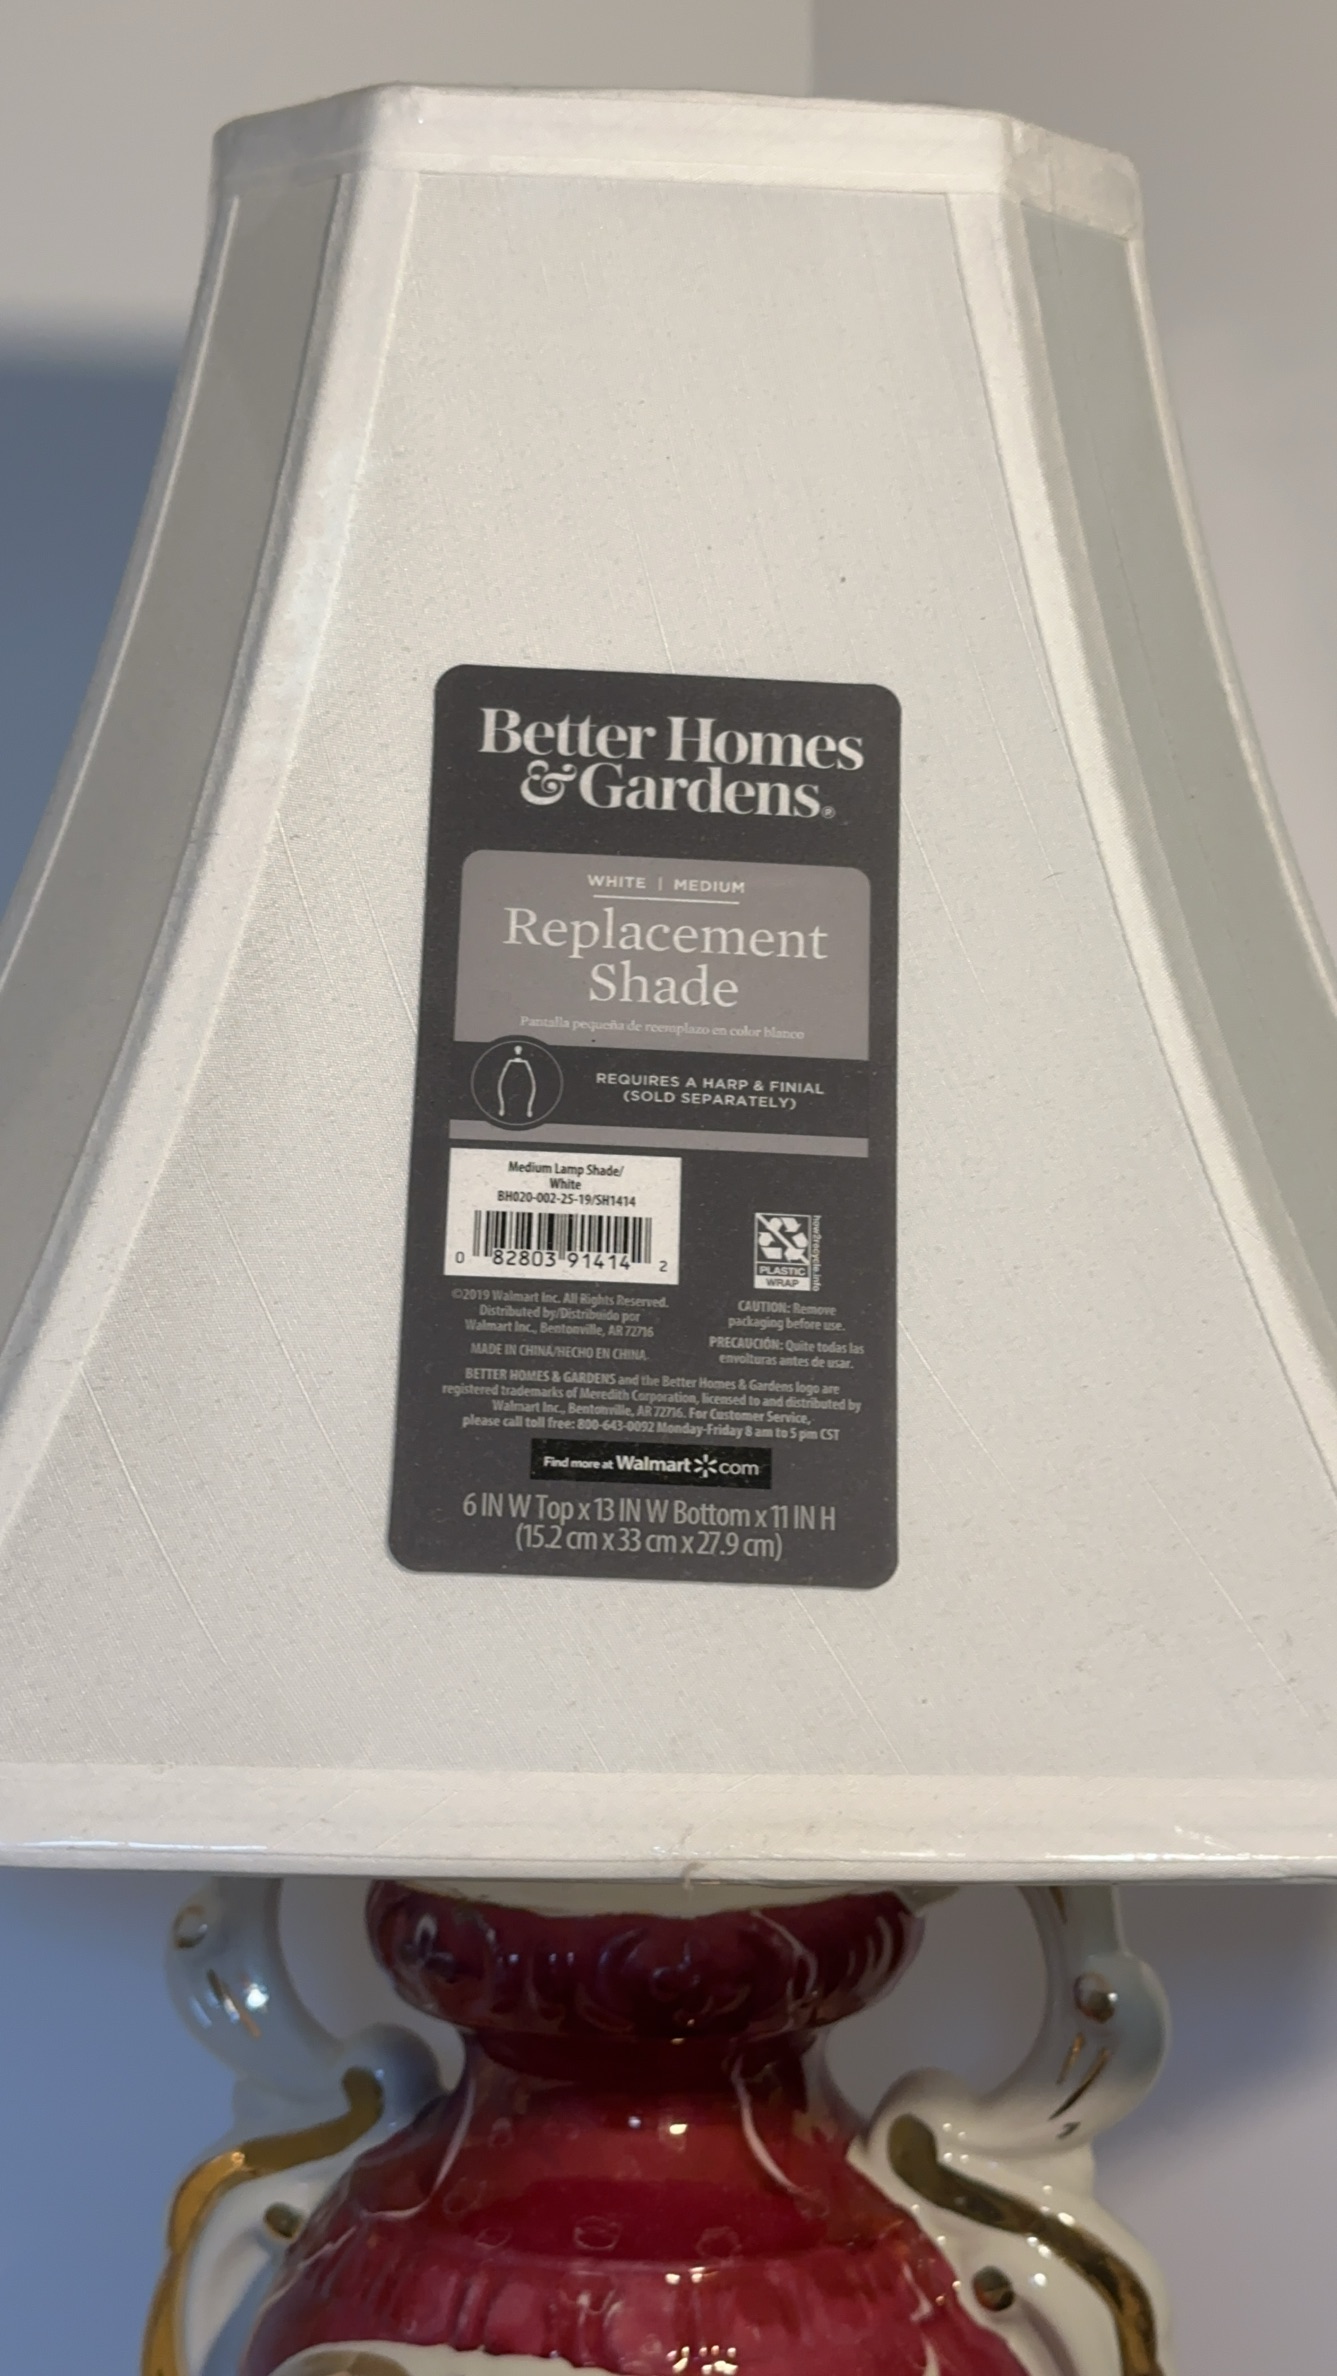 Better Homes
& Gardens®
WHITE | MEDIUM
Replacement
Shade
Pantalla pequeña de reemplazo en color blanco
REQUIRES A HARP & FINIAL
(SOLD SEPARATELY)
Medium Lamp Shade/
White
BH020-002-25-19/SH1414
0 82803 91414 2
how2recycle.info
PLASTIC
WRAP
©2019 Walmart Inc. All Rights Reserved.
Distributed by/Distribuido por
Walmart Inc., Bentonville, AR 72716
MADE IN CHINA/HECHO EN CHINA
CAUTION: Remove
packaging before use.
PRECAUCIÓN: Quite todas las
envolturas antes de usar.
BETTER HOMES & GARDENS and the Better Homes & Gardens logo are
registered trademarks of Meredith Corporation, licensed to and distributed by
Walmart Inc., Bentonville, AR 72716. For Customer Service,
please call toll free: 800-643-0092 Monday-Friday 8 am to 5 pm CST
Find more at Walmart.com
6 IN W Top x 13 IN W Bottom x 11 IN H
(15.2 cm x 33 cm x 27.9 cm)